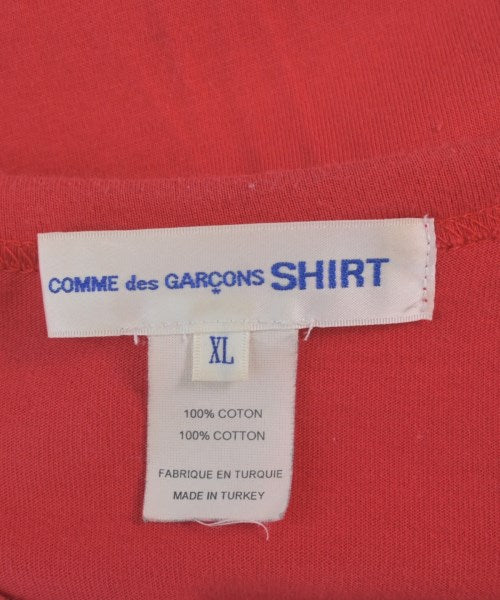 COMME des GARÇONS SHIRT
XL
100% COTON
100% COTTON
FABRIQUE EN TURQUIE
MADE IN TURKEY